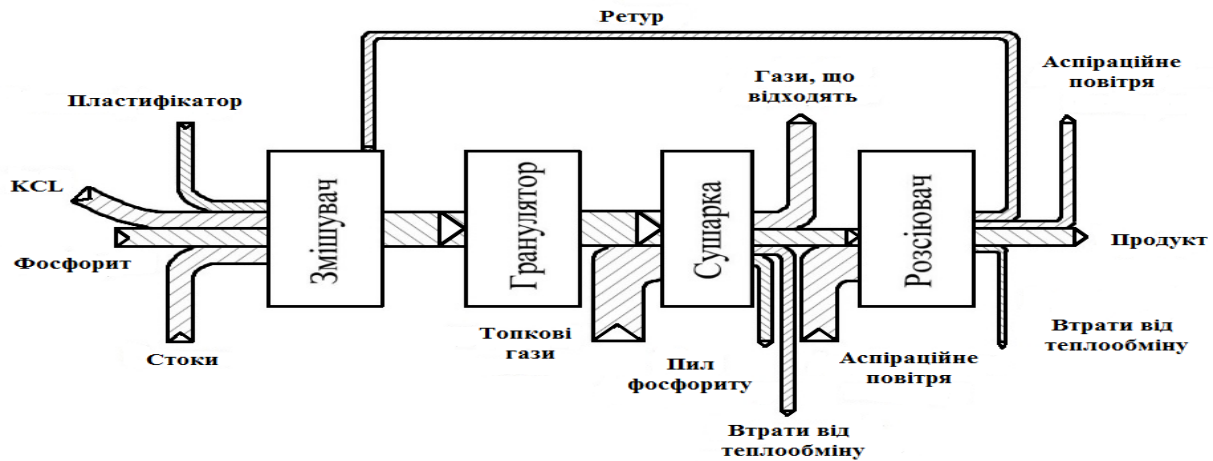 Ретур
Аспіраційне
повітря
Гази, що
відходять
Пластифікатор
KCL
Фосфорит
Стоки
Змішувач
Гранулятор
Сушарка
Розсіювач
Продукт
Топкові
гази
Пил
фосфориту
Втрати від
теплообміну
Аспіраційне
повітря
Втрати від
теплообміну